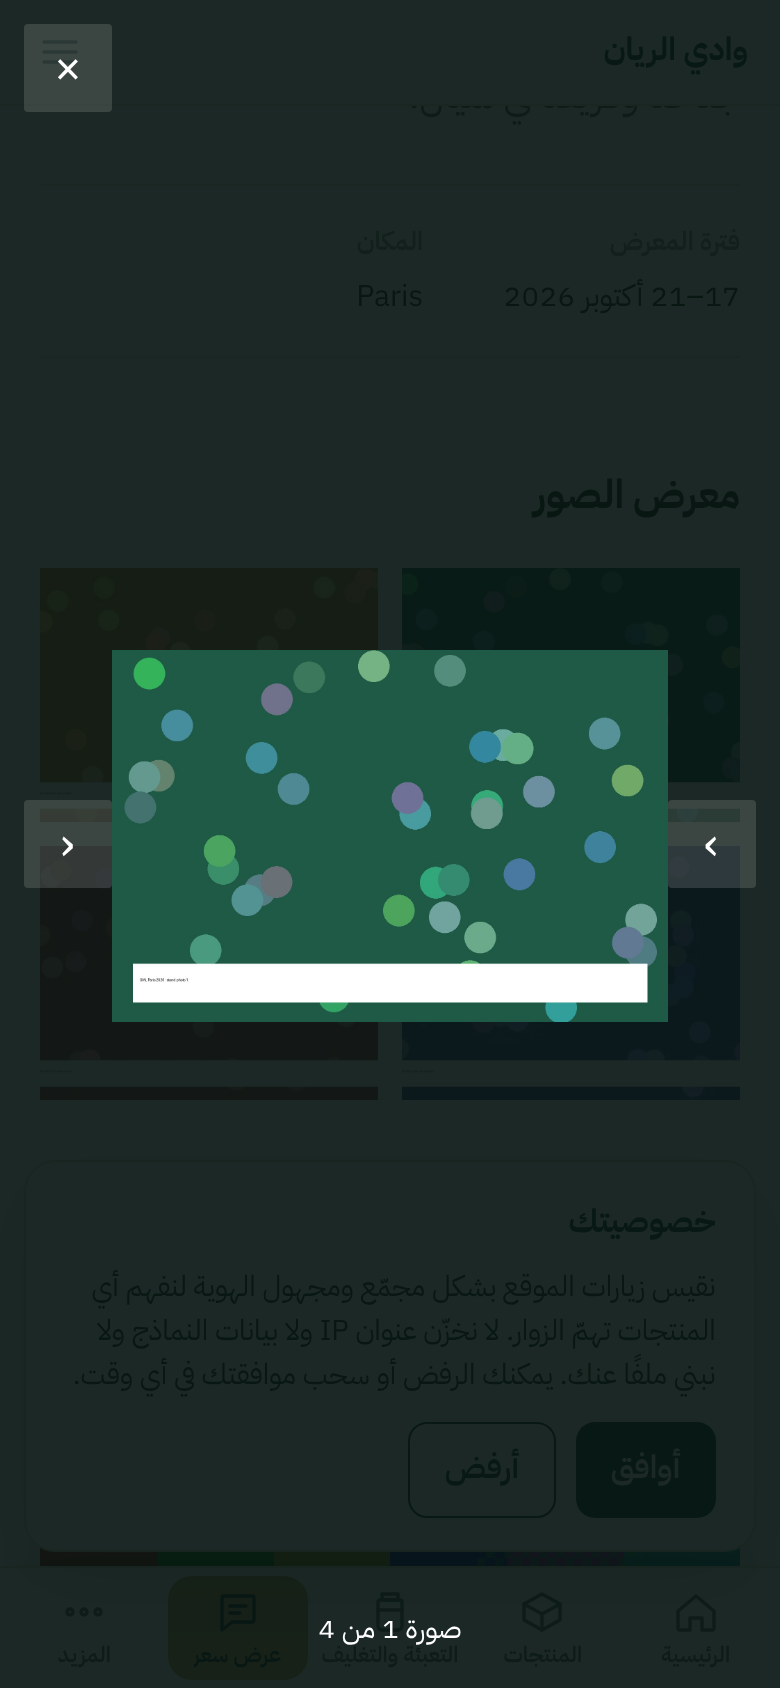 وادي الريان
فترة المعرض
17–21 أكتوبر 2026
المكان
Paris
معرض الصور
خصوصيتك
نقيس زيارات الموقع بشكل مجمّع ومجهول الهوية لنفهم أي
المنتجات تهمّ الزوار. لا نخزّن عنوان IP ولا بيانات النماذج ولا
نبني ملفًا عنك. يمكنك الرفض أو سحب موافقتك في أي وقت.
أوافق
أرفض
صورة 1 من 4
الرئيسية
المنتجات
التعبئة والتغليف
عرض سعر
المزيد